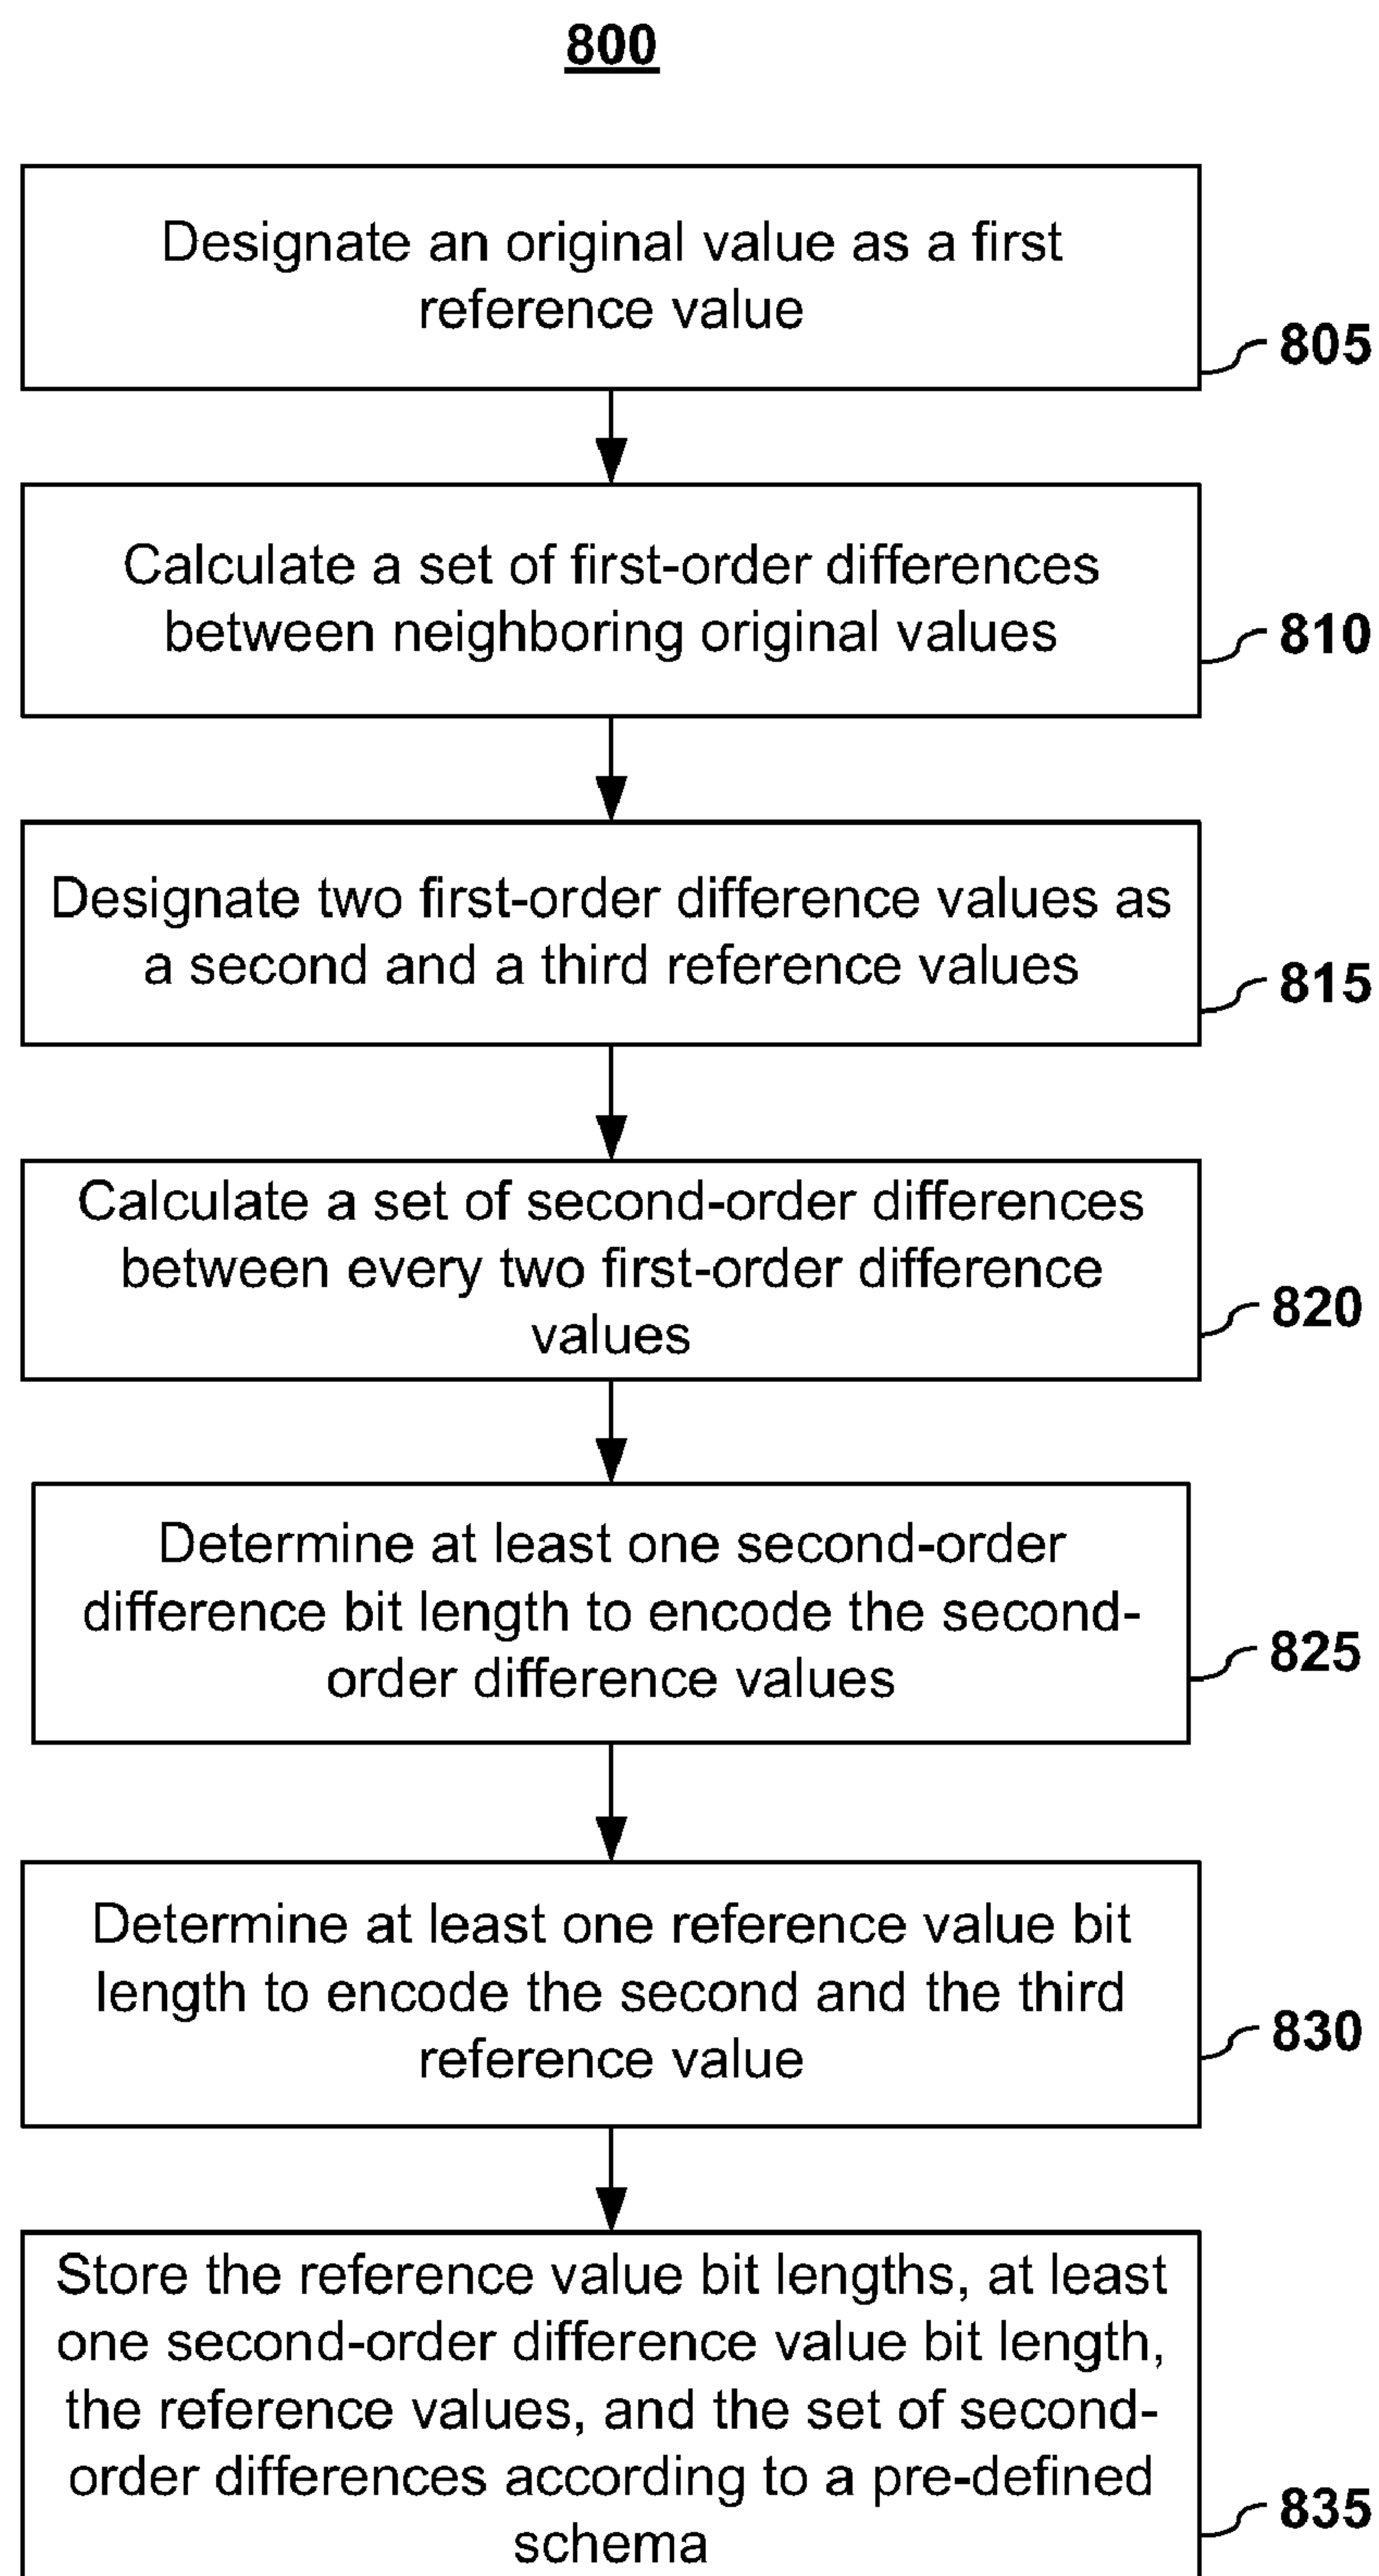 800
Designate an original value as a first
reference value
805
Calculate a set of first-order differences
between neighboring original values
810
Designate two first-order difference values as
a second and a third reference values
815
Calculate a set of second-order differences
between every two first-order difference
values
820
Determine at least one second-order
difference bit length to encode the second-
order difference values
825
Determine at least one reference value bit
length to encode the second and the third
reference value
830
Store the reference value bit lengths, at least
one second-order difference value bit length,
the reference values, and the set of second-
order differences according to a pre-defined
schema
835